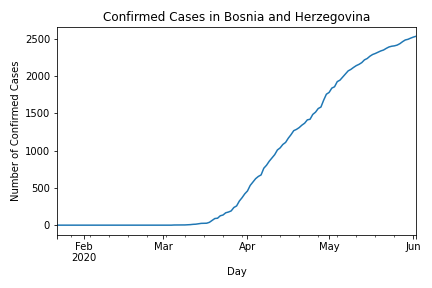 Confirmed Cases in Bosnia and Herzegovina
Number of Confirmed Cases
2500
2000
1500
1000
500
0
Feb
2020
Mar
Apr
May
Jun
Day